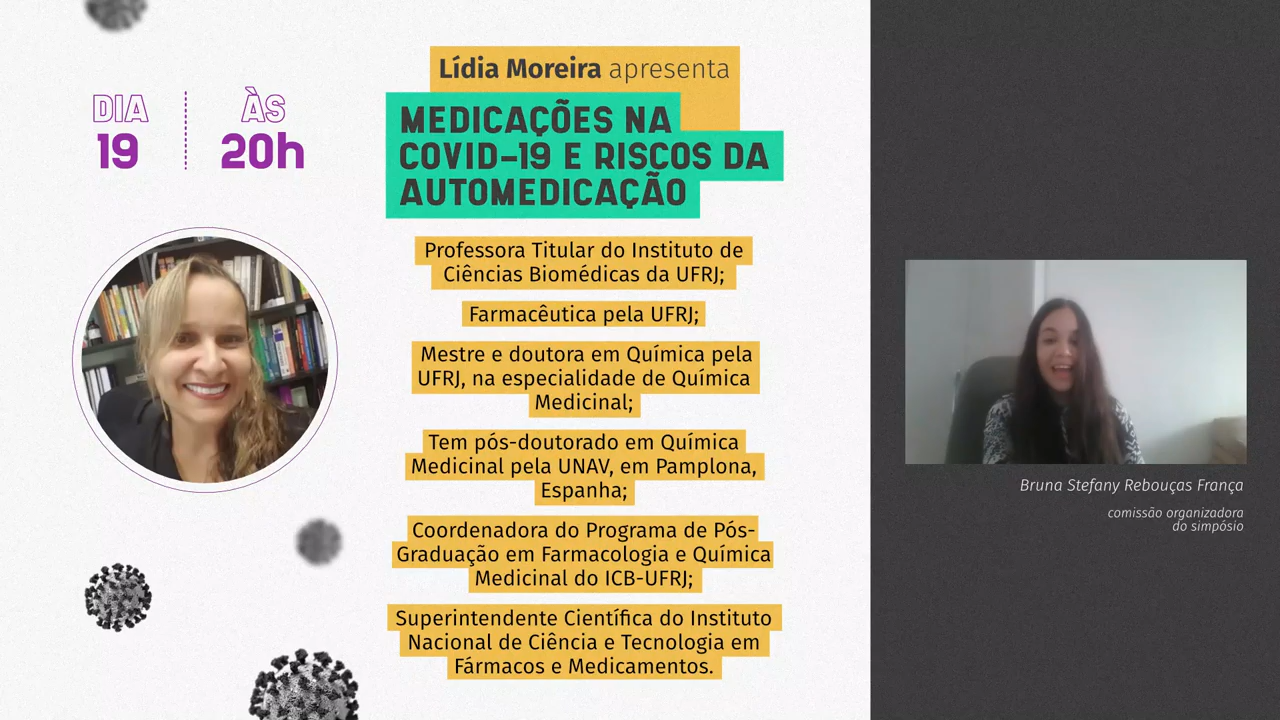 DIA
19
ÀS
20h
Lídia Moreira apresenta
MEDICAÇÕES NA
COVID-19 E RISCOS DA
AUTOMEDICAÇÃO
Professora Titular do Instituto de
Ciências Biomédicas da UFRJ;
Farmacêutica pela UFRJ;
Mestre e doutora em Química pela
UFRJ, na especialidade de Química
Medicinal;
Tem pós-doutorado em Química
Medicinal pela UNAV, em Pamplona,
Espanha;
Coordenadora do Programa de Pós-
Graduação em Farmacologia e Química
Medicinal do ICB-UFRJ;
Superintendente Científica do Instituto
Nacional de Ciência e Tecnologia em
Fármacos e Medicamentos.
Bruna Stefany Rebouças França
comissão organizadora
do simpósio